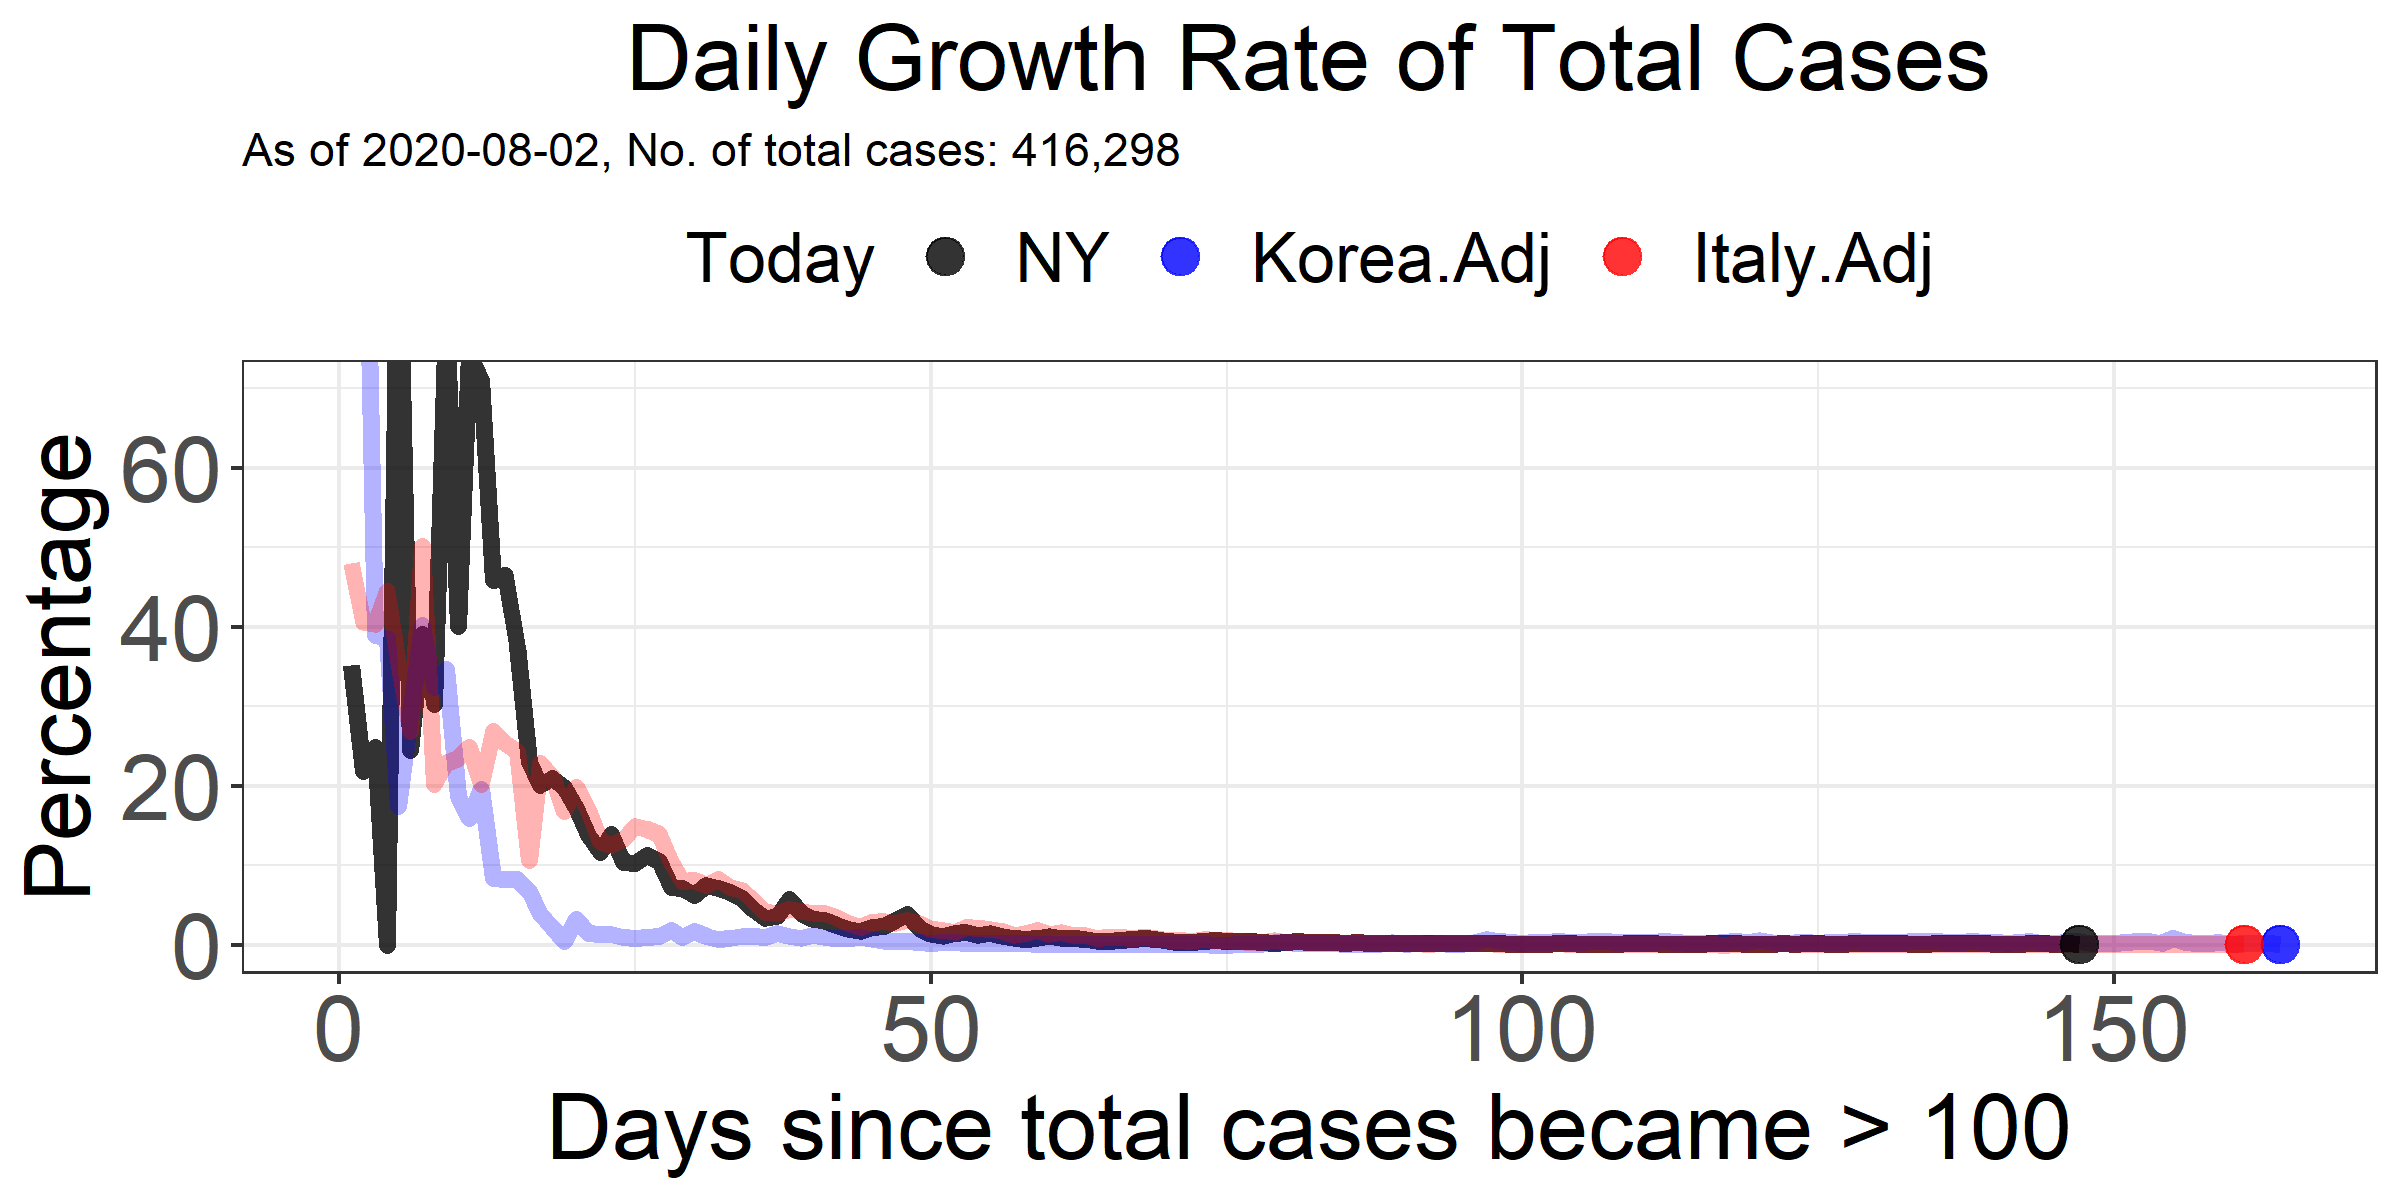 Daily Growth Rate of Total Cases
As of 2020-08-02, No. of total cases: 416,298
Today NY Korea.Adj Italy.Adj
Percentage
60
40
20
0
0 50 100 150
Days since total cases became > 100